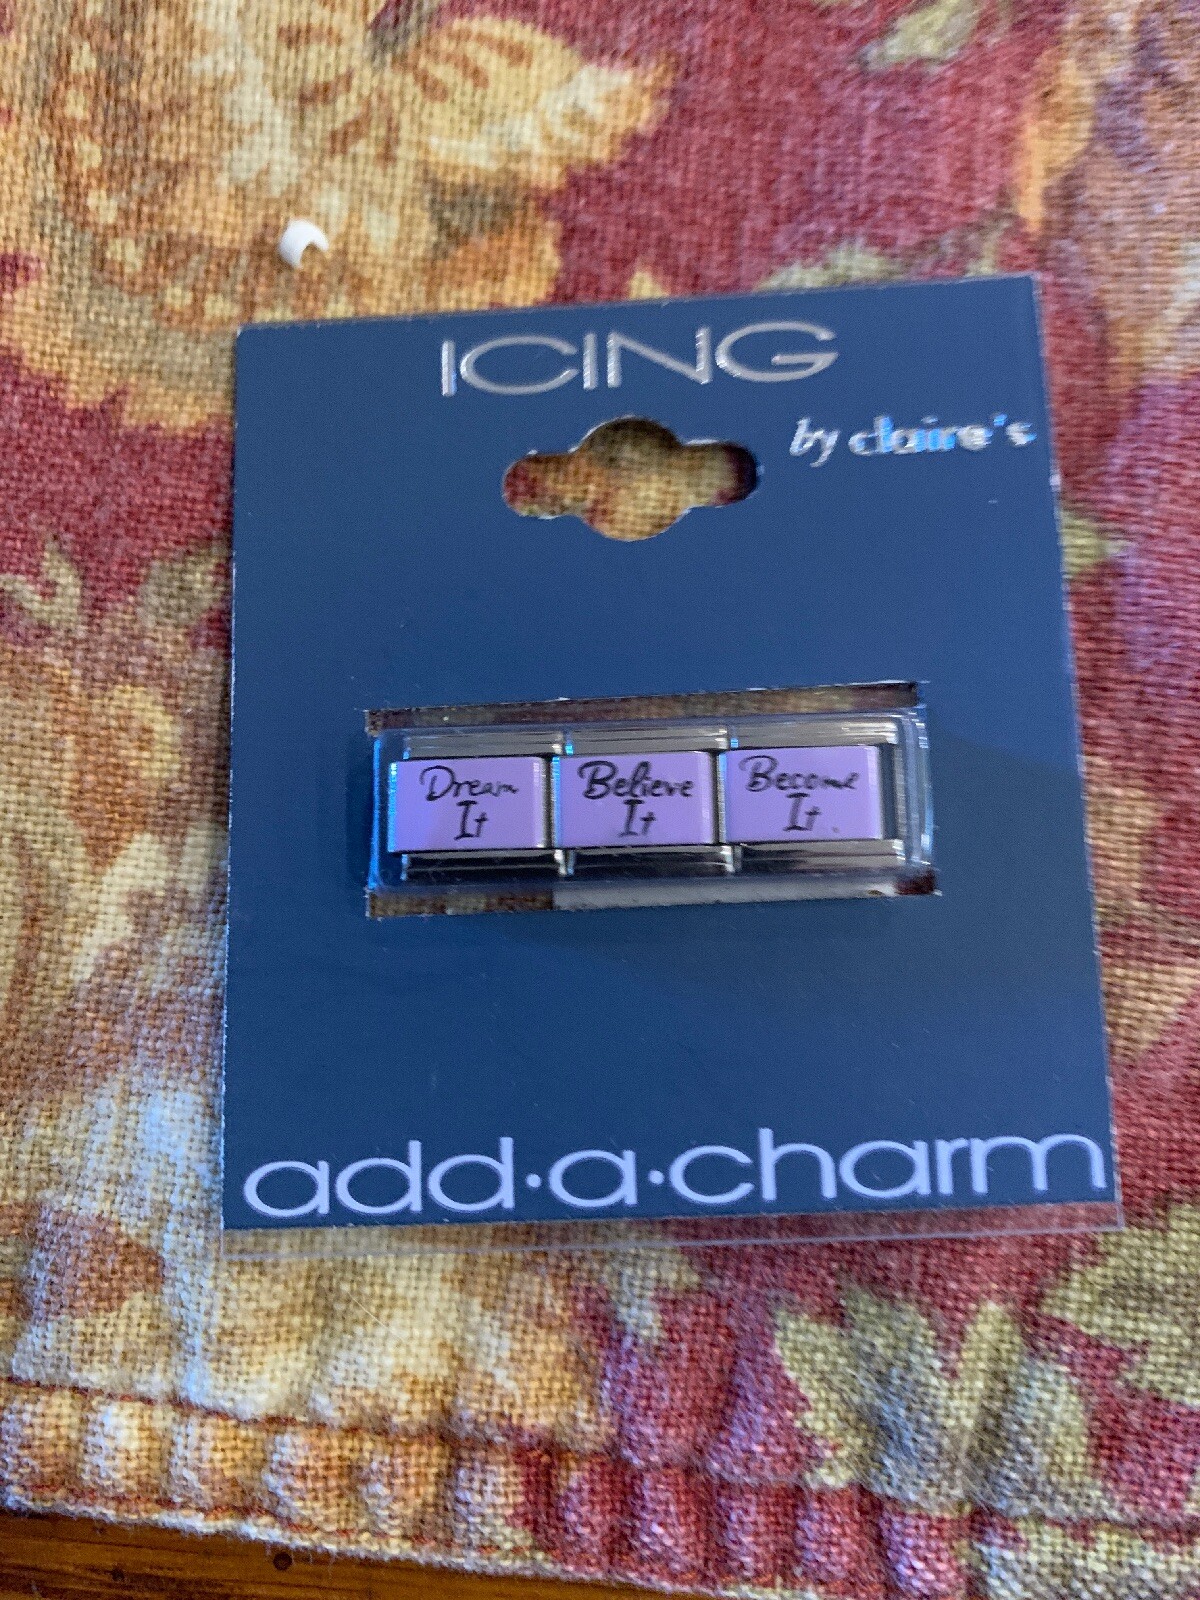 ICING
by claire's
Dream
It
Believe
It
Become
It.
add·a·charm